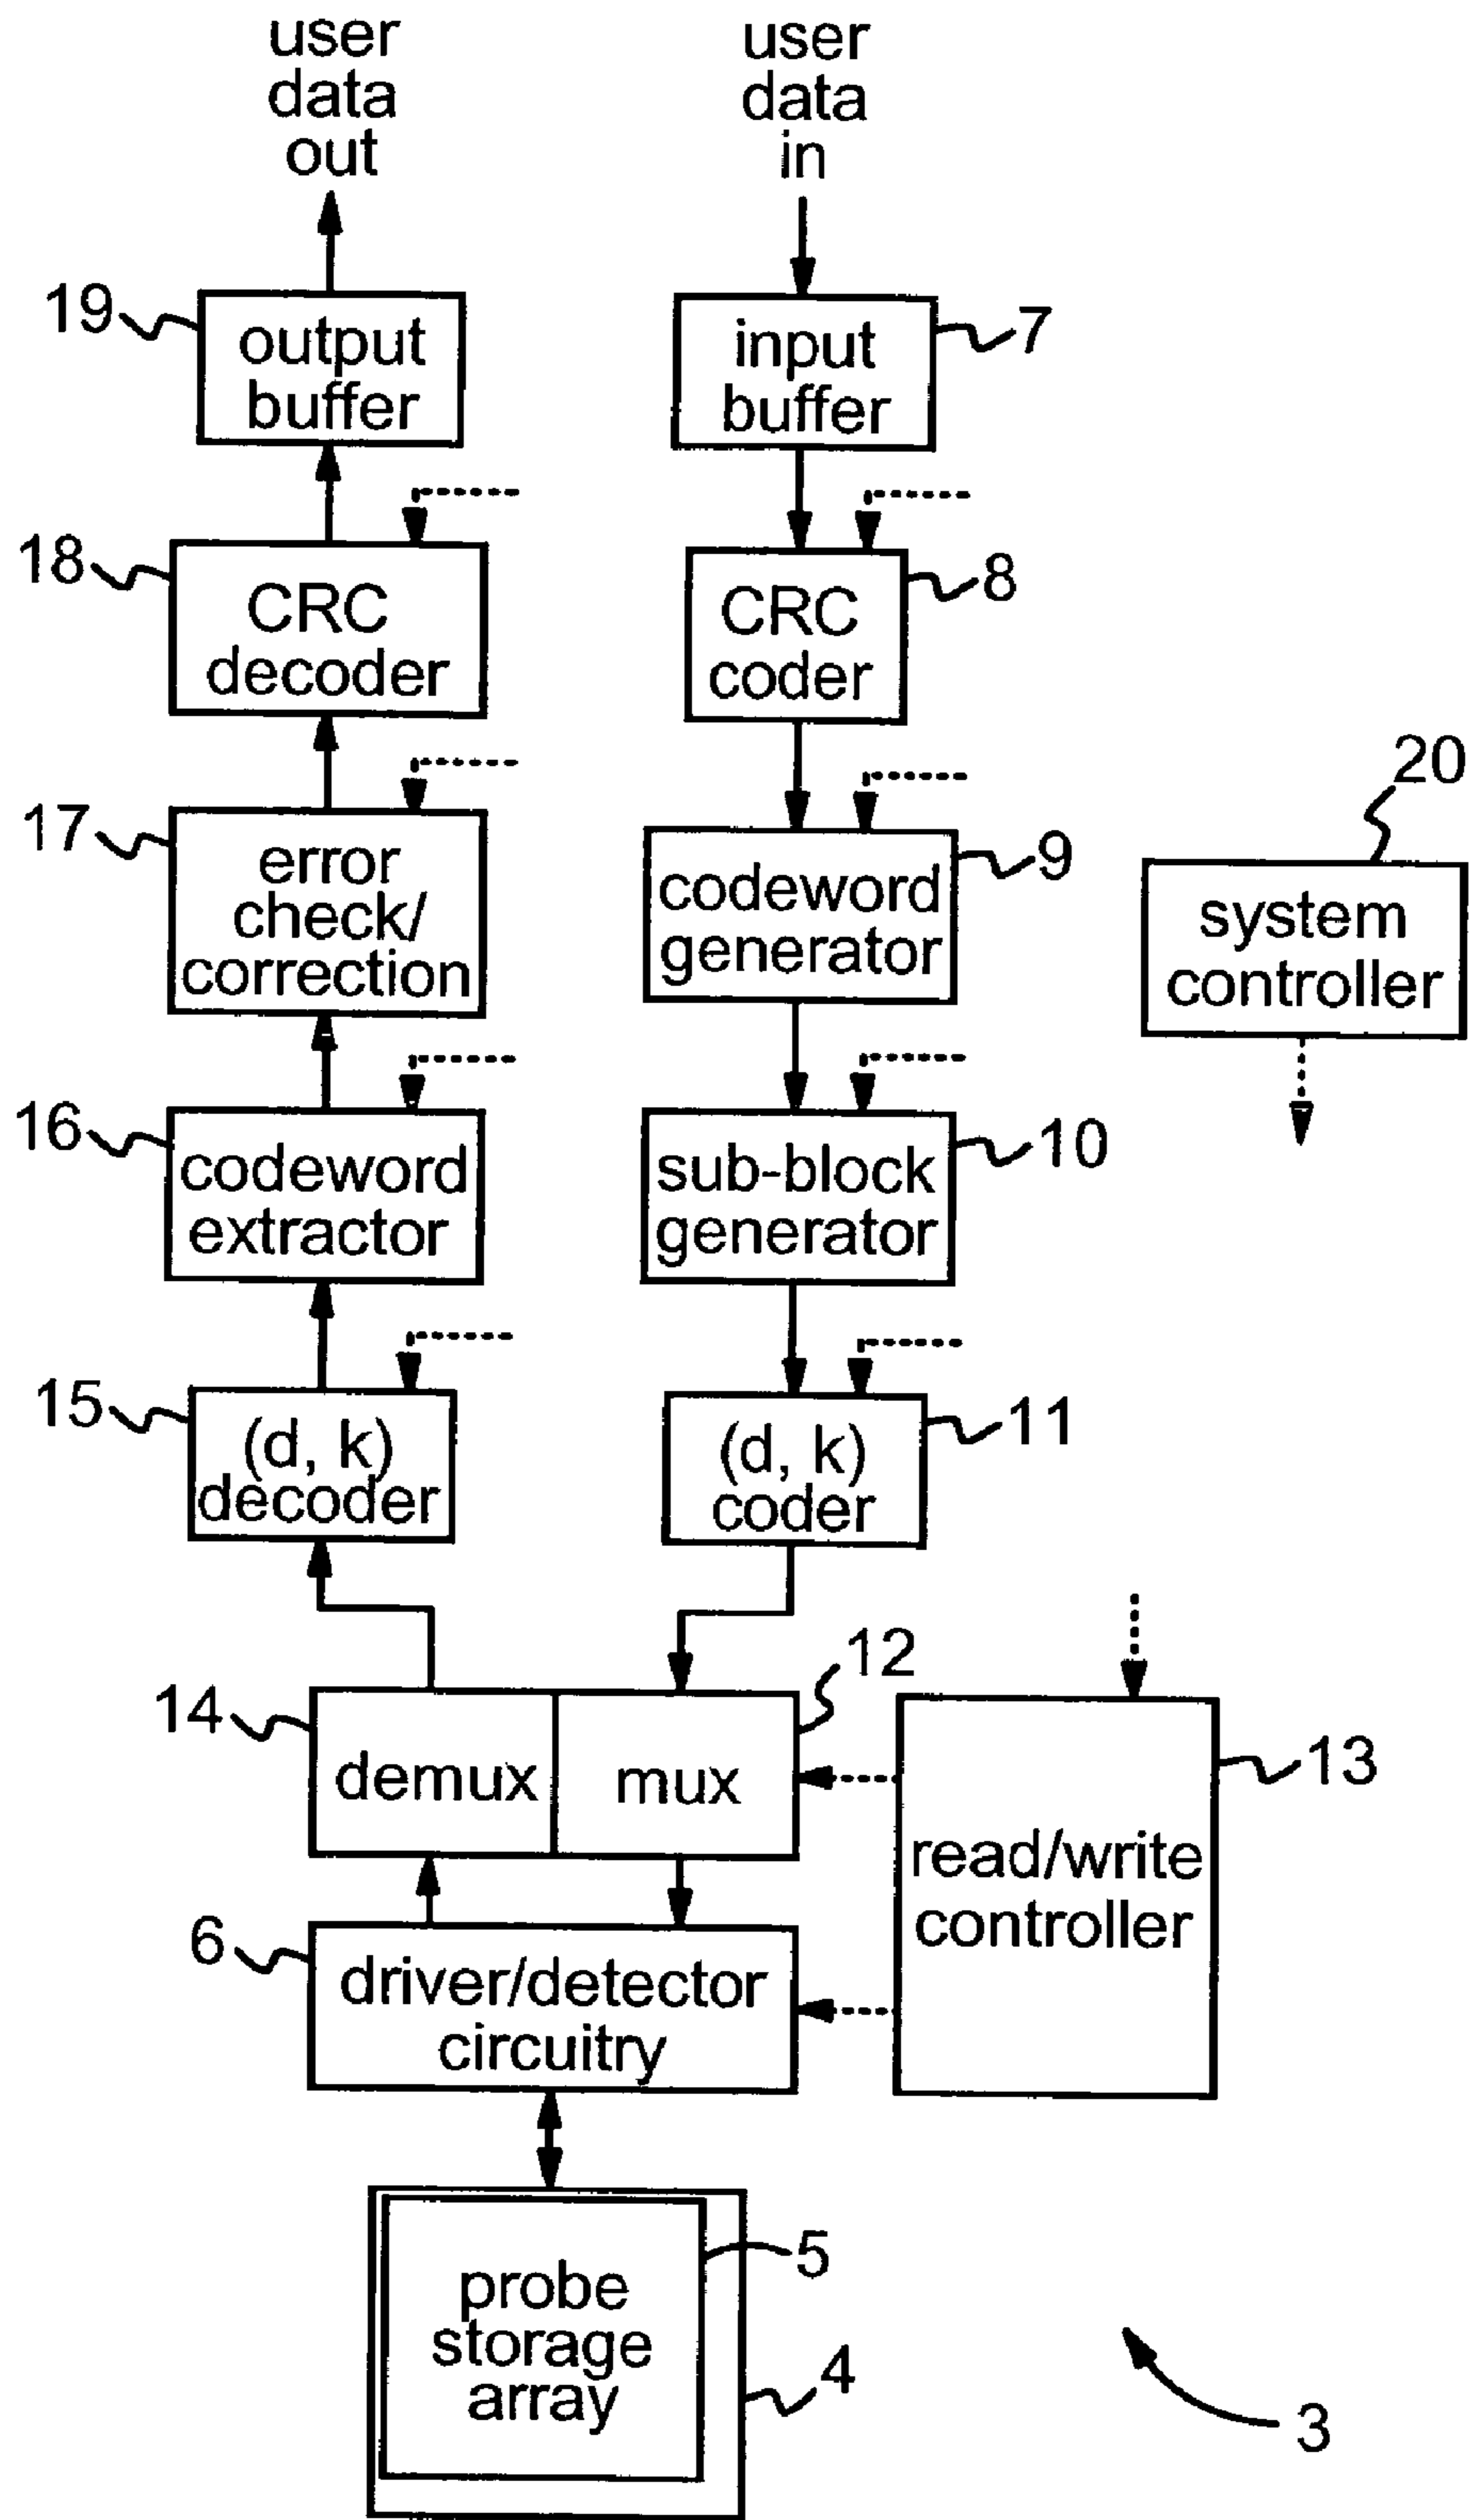 user
data
out
user
data
in
19
output
buffer
input
buffer
7
18
CRC
decoder
CRC
coder
8
17
error
check/
correction
codeword
generator
9
20
system
controller
16
codeword
extractor
sub-block
generator
10
15
(d, k)
decoder
(d, k)
coder
11
14
demux
mux
12
13
read/write
controller
6
driver/detector
circuitry
probe
storage
array
5
4
3